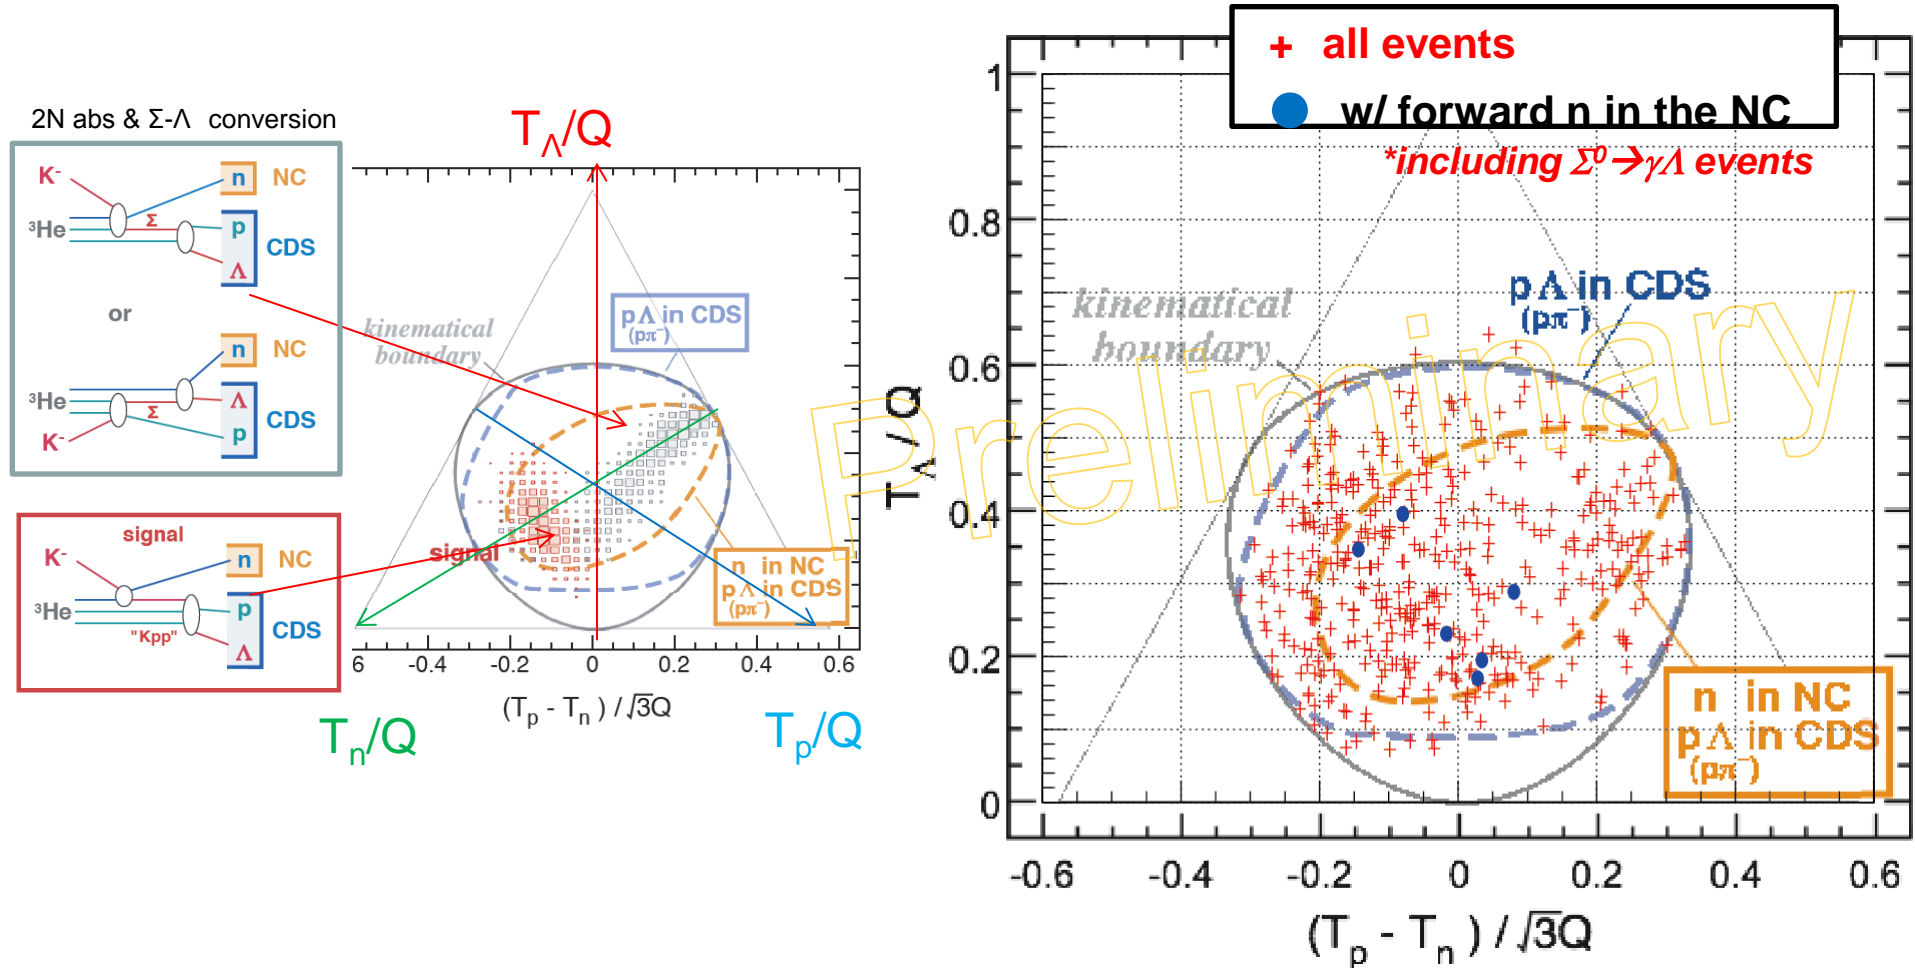 2N abs & Σ-Λ conversion
K-
n NC
³He
Σ
p
CDS
Λ
or
n NC
³He
Σ
Λ
CDS
K-
p
signal
K-
n NC
³He
p
CDS
"Kpp"
Λ
TΛ/Q
kinematical
boundary
p Λ in CDS
(pπ⁻)
signal
n in NC
p Λ in CDS
(pπ⁻)
6 -0.4 -0.2 0 0.2 0.4 0.6
(Tp - Tn ) / √3Q
Tn/Q
Tp/Q
+ all events
w/ forward n in the NC
*including Σ⁰→γΛ events
1
0.8
0.6
0.4
0.2
0
TΛ / Q
kinematical
boundary
p Λ in CDS
(pπ⁻)
Preliminary
n in NC
p Λ in CDS
(pπ⁻)
-0.6 -0.4 -0.2 0 0.2 0.4 0.6
(Tp - Tn ) / √3Q